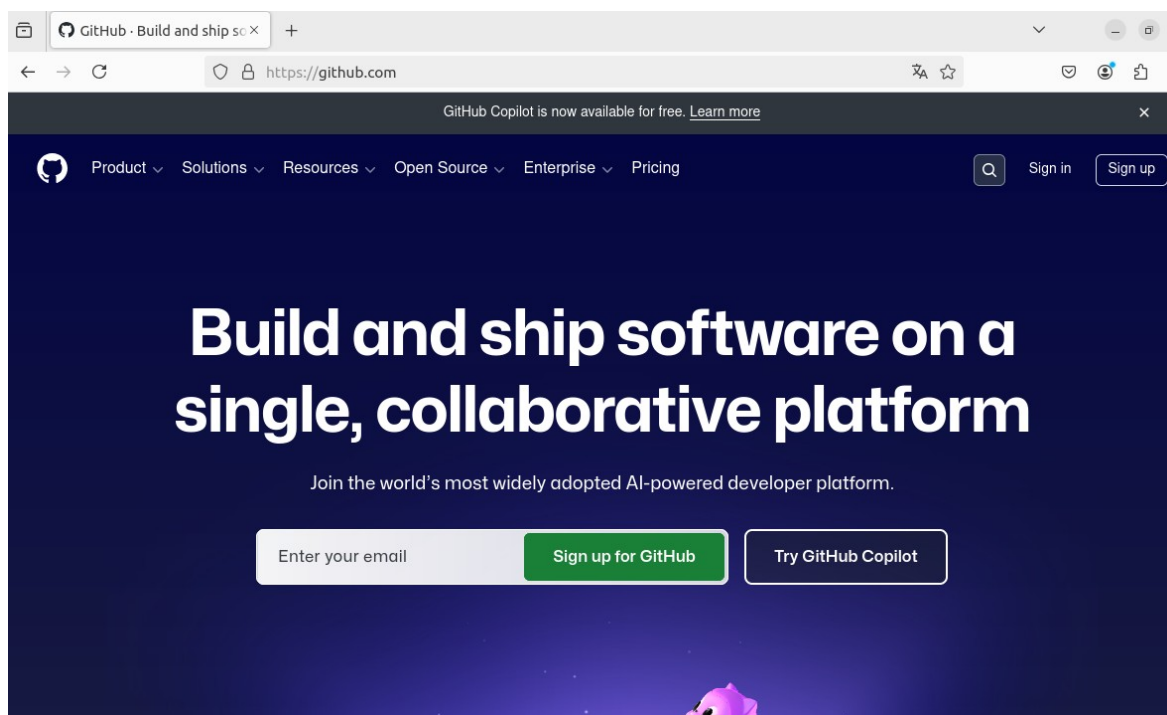 GitHub · Build and ship so
https://github.com
GitHub Copilot is now available for free. Learn more
Product Solutions Resources Open Source Enterprise Pricing Sign in Sign up
Build and ship software on a
single, collaborative platform
Join the world's most widely adopted AI-powered developer platform.
Enter your email Sign up for GitHub Try GitHub Copilot